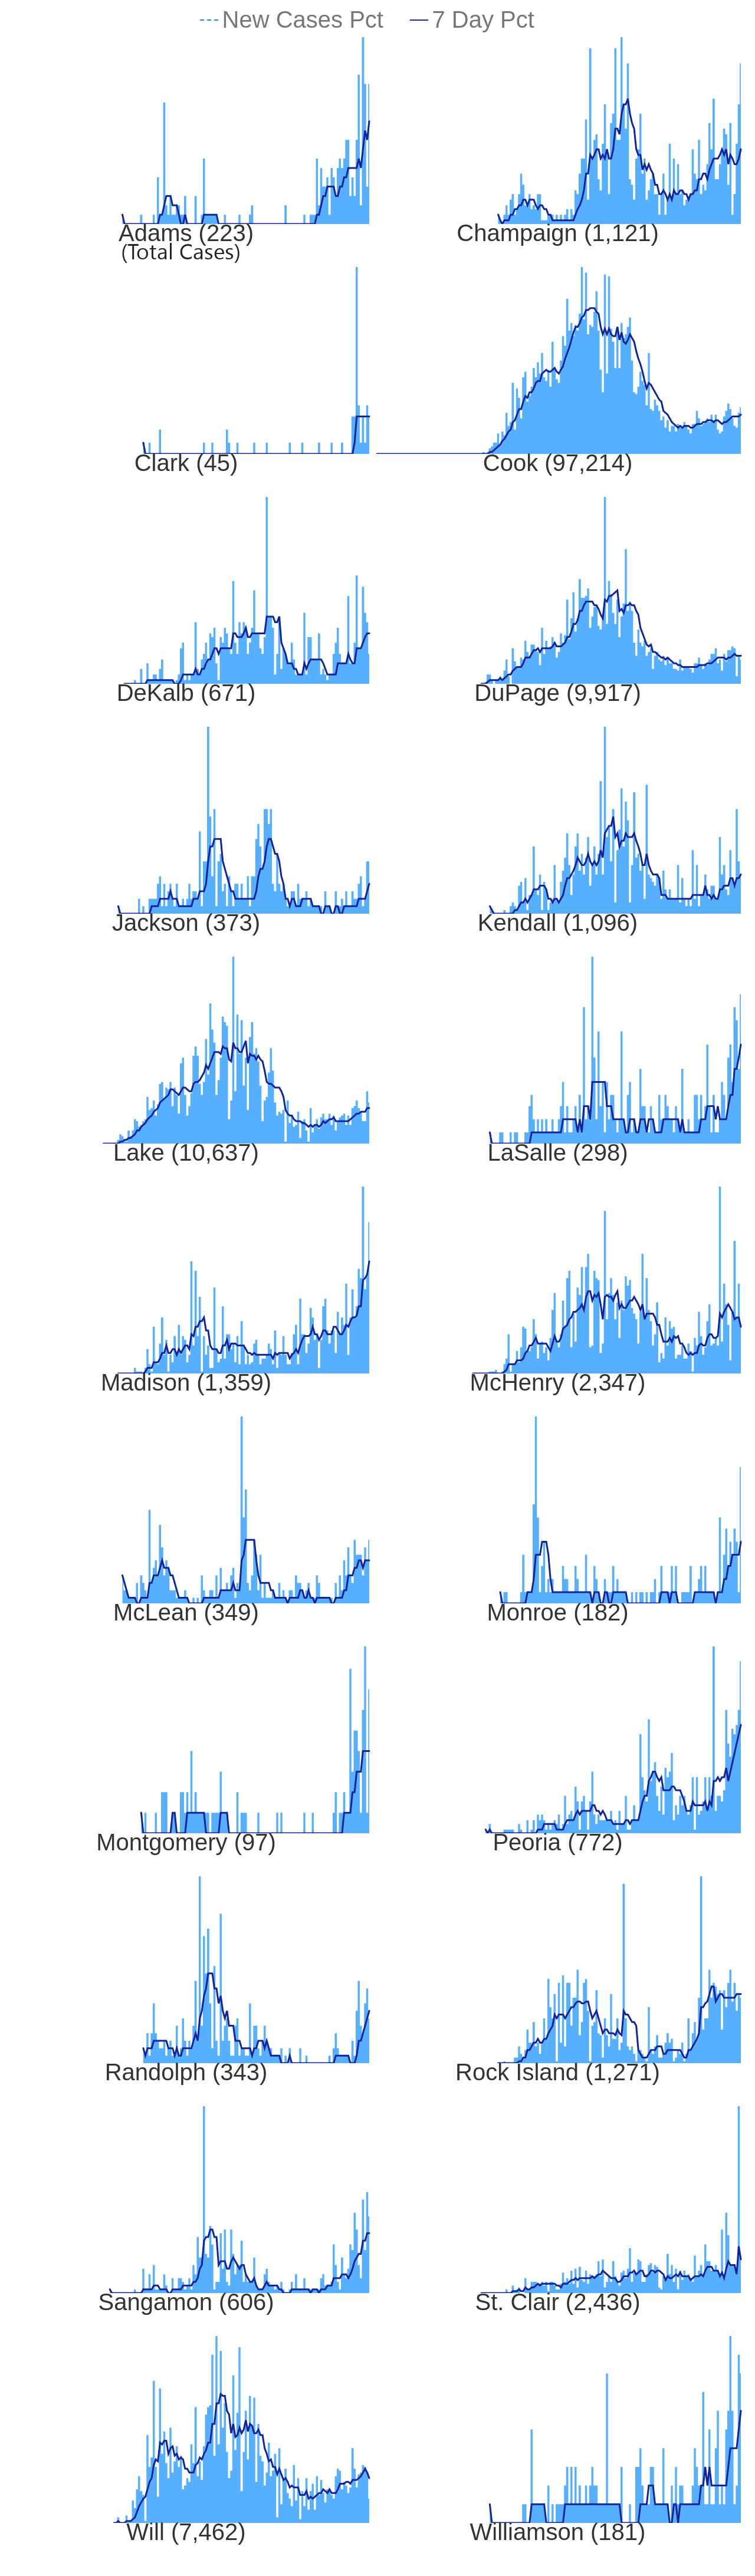 New Cases Pct 7 Day Pct
Adams (223) Champaign (1,121)
(Total Cases)
Clark (45) Cook (97,214)
DeKalb (671) DuPage (9,917)
Jackson (373) Kendall (1,096)
Lake (10,637) LaSalle (298)
Madison (1,359) McHenry (2,347)
McLean (349) Monroe (182)
Montgomery (97) Peoria (772)
Randolph (343) Rock Island (1,271)
Sangamon (606) St. Clair (2,436)
Will (7,462) Williamson (181)